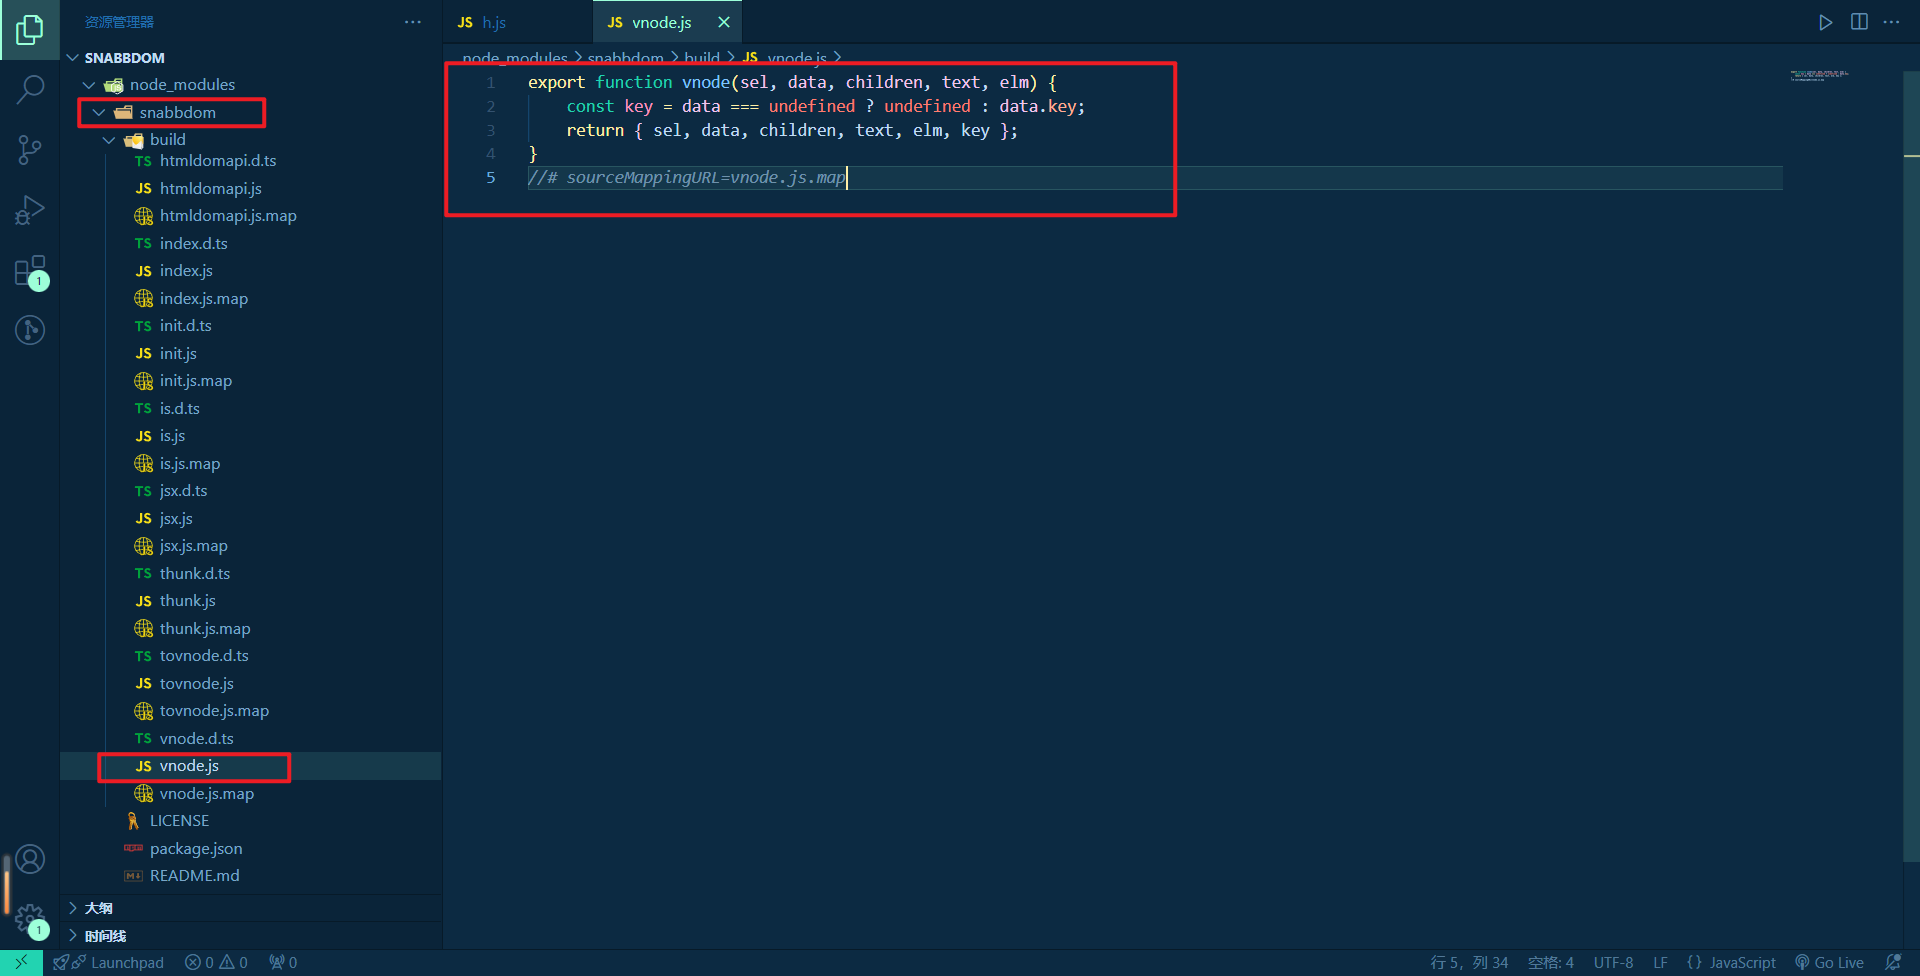 资源管理器
···
SNABBDOM
node_modules
snabbdom
build
TS htmldomapi.d.ts
JS htmldomapi.js
htmldomapi.js.map
TS index.d.ts
JS index.js
index.js.map
TS init.d.ts
JS init.js
init.js.map
TS is.d.ts
JS is.js
is.js.map
TS jsx.d.ts
JS jsx.js
jsx.js.map
TS thunk.d.ts
JS thunk.js
thunk.js.map
TS tovnode.d.ts
JS tovnode.js
tovnode.js.map
TS vnode.d.ts
JS vnode.js
vnode.js.map
LICENSE
package.json
README.md
大纲
时间线
1
1
JS h.js
JS vnode.js
node_modules > snabbdom > build > JS vnode.js >
1 export function vnode(sel, data, children, text, elm) {
2 const key = data === undefined ? undefined : data.key;
3 return { sel, data, children, text, elm, key };
4 }
5 //# sourceMappingURL=vnode.js.map
Launchpad 0 0 0
行 5，列 34 空格: 4 UTF-8 LF {} JavaScript Go Live